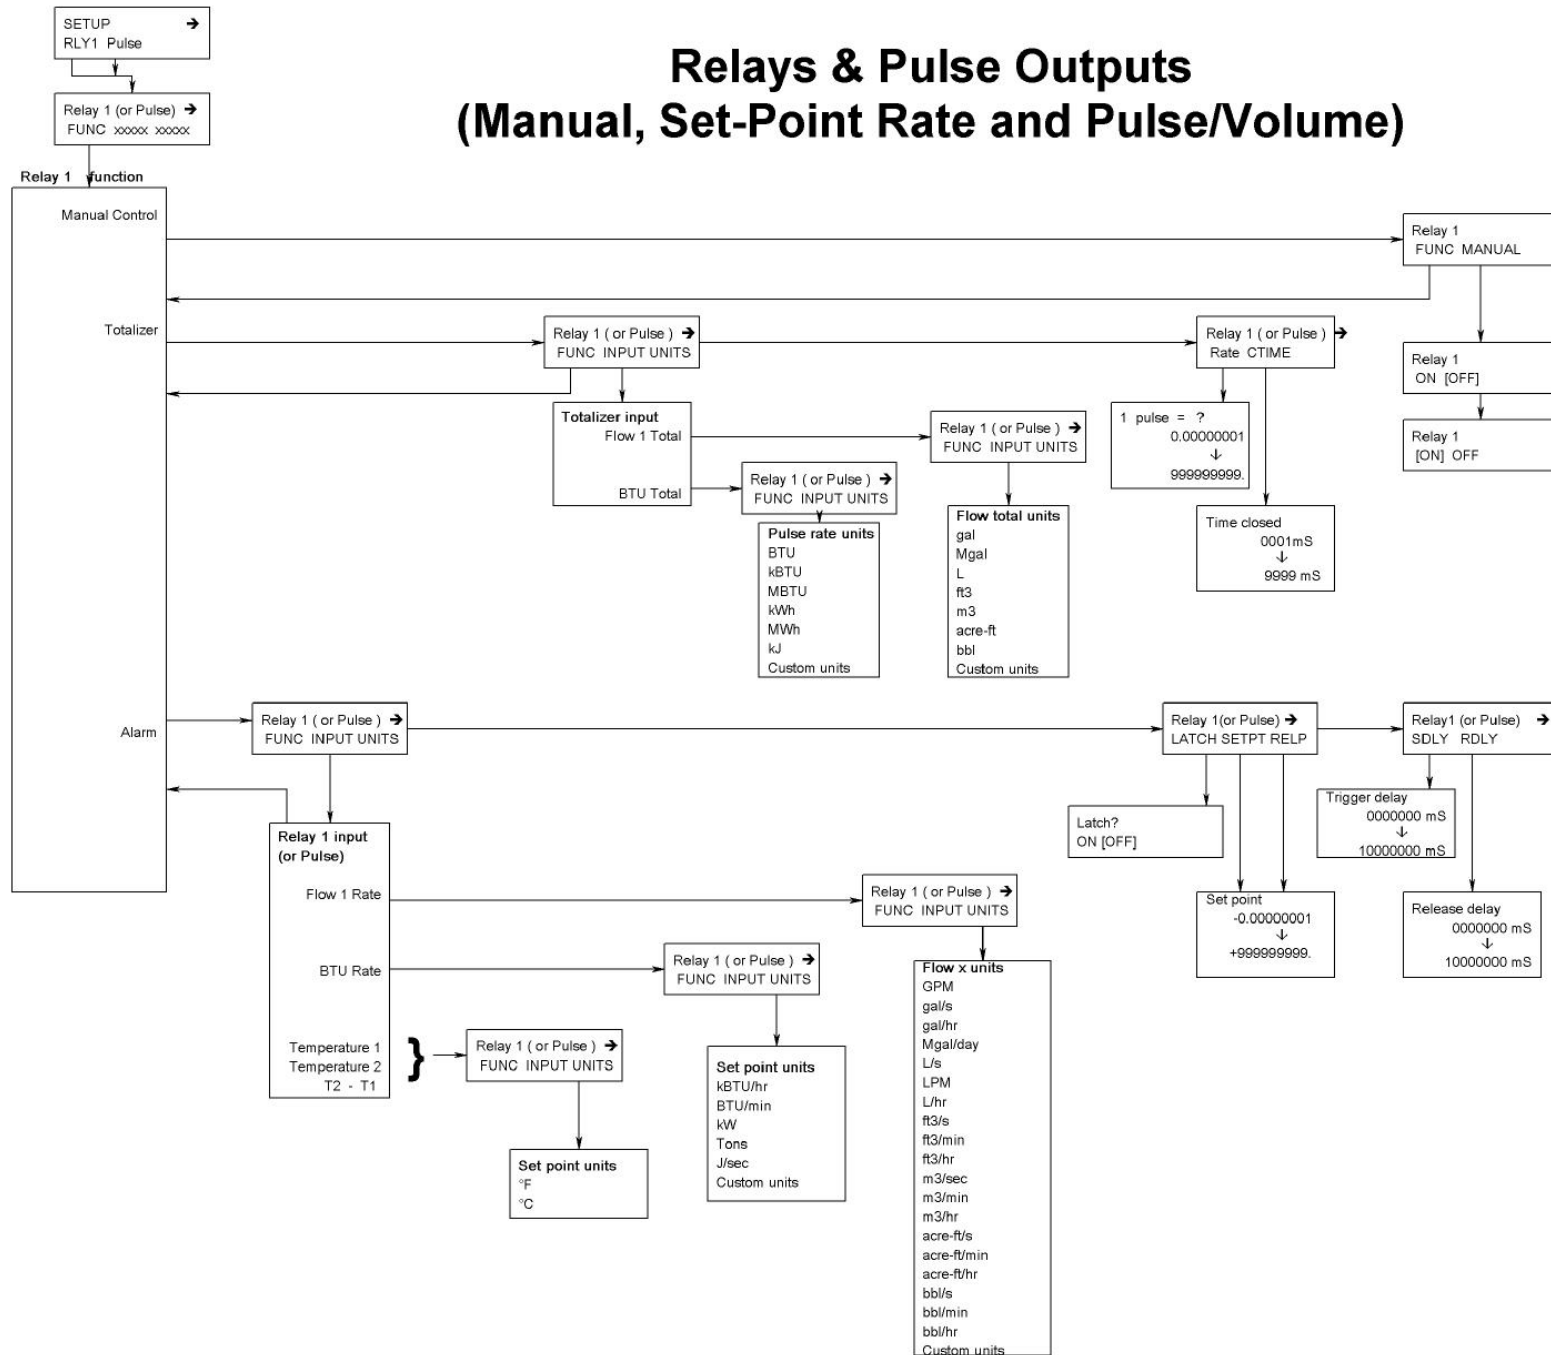 SETUP ➔
RLY1 Pulse
Relays & Pulse Outputs
(Manual, Set-Point Rate and Pulse/Volume)
Relay 1 (or Pulse) ➔
FUNC xxxx xxxx
Relay 1 function
Manual Control
Totalizer
Alarm
Relay 1
FUNC MANUAL
Relay 1
ON [OFF]
Relay 1
[ON] OFF
Relay 1 ( or Pulse ) ➔
FUNC INPUT UNITS
Relay 1 ( or Pulse ) ➔
Rate CTIME
Totalizer input
Flow 1 Total
BTU Total
Relay 1 ( or Pulse ) ➔
FUNC INPUT UNITS
Relay 1 ( or Pulse ) ➔
FUNC INPUT UNITS
1 pulse = ?
0.00000001
↓
999999999.
Time closed
0001mS
↓
9999 mS
Pulse rate units
BTU
kBTU
MBTU
kWh
MWh
kJ
Custom units
Flow total units
gal
Mgal
L
ft3
m3
acre-ft
bbl
Custom units
Relay 1 ( or Pulse ) ➔
FUNC INPUT UNITS
Relay 1(or Pulse) ➔
LATCH SETPT RELP
Relay1 (or Pulse) ➔
SDLY RDLY
Latch?
ON [OFF]
Set point
-0.00000001
↓
+999999999.
Trigger delay
0000000 mS
↓
10000000 mS
Release delay
0000000 mS
↓
10000000 mS
Relay 1 input
(or Pulse)
Flow 1 Rate
BTU Rate
Temperature 1
Temperature 2
T2 - T1
}
Relay 1 ( or Pulse ) ➔
FUNC INPUT UNITS
Set point units
°F
°C
Relay 1 ( or Pulse ) ➔
FUNC INPUT UNITS
Set point units
kBTU/hr
BTU/min
kW
Tons
J/sec
Custom units
Relay 1 ( or Pulse ) ➔
FUNC INPUT UNITS
Flow x units
GPM
gal/s
gal/hr
Mgal/day
L/s
LPM
L/hr
ft3/s
ft3/min
ft3/hr
m3/sec
m3/min
m3/hr
acre-ft/s
acre-ft/min
acre-ft/hr
bbl/s
bbl/min
bbl/hr
Custom units